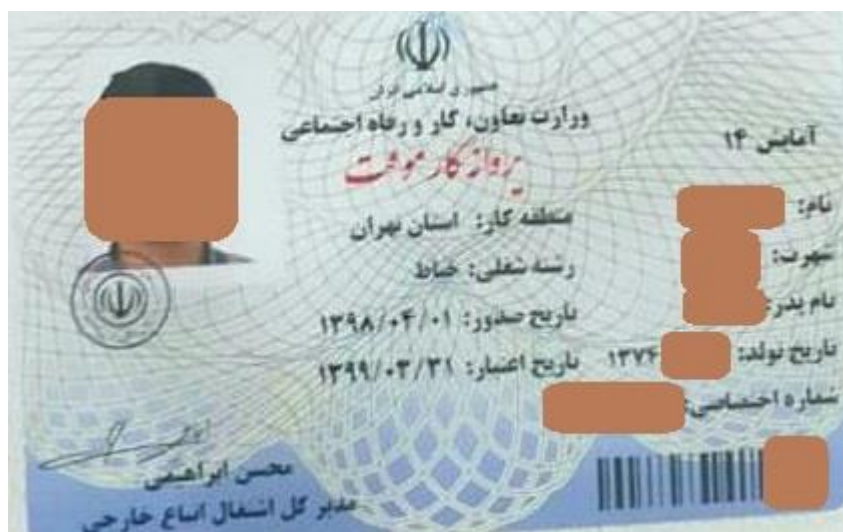 جمهوری اسلامی ایران
وزارت تعاون، کار و رفاه اجتماعی
پروانه کار موقت
آمایش ۱۴
نام:
شهرت:
نام پدر:
تاریخ تولد: ۱۳۷۴
شماره اختصاصی:
منطقه کار: استان تهران
رشته شغلی: خیاط
تاریخ صدور: ۱۳۹۸/۰۴/۰۱
تاریخ اعتبار: ۱۳۹۹/۰۳/۳۱
محسن ابراهیمی
مدیر کل اشتغال اتباع خارجی